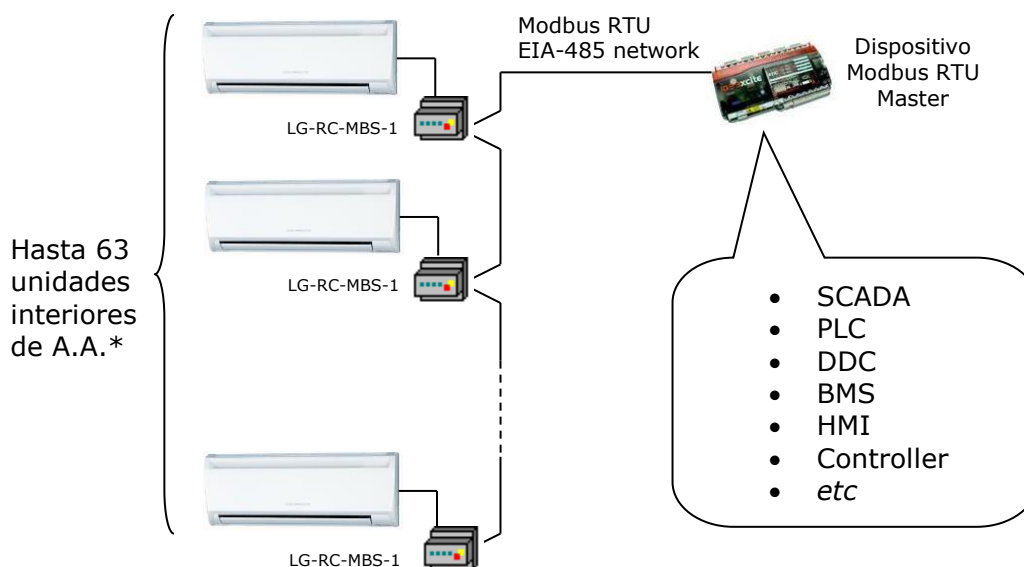 Modbus RTU
EIA-485 network
Dispositivo
Modbus RTU
Master
LG-RC-MBS-1
LG-RC-MBS-1
Hasta 63
unidades
interiores
de A.A.*
• SCADA
• PLC
• DDC
• BMS
• HMI
• Controller
• etc
LG-RC-MBS-1